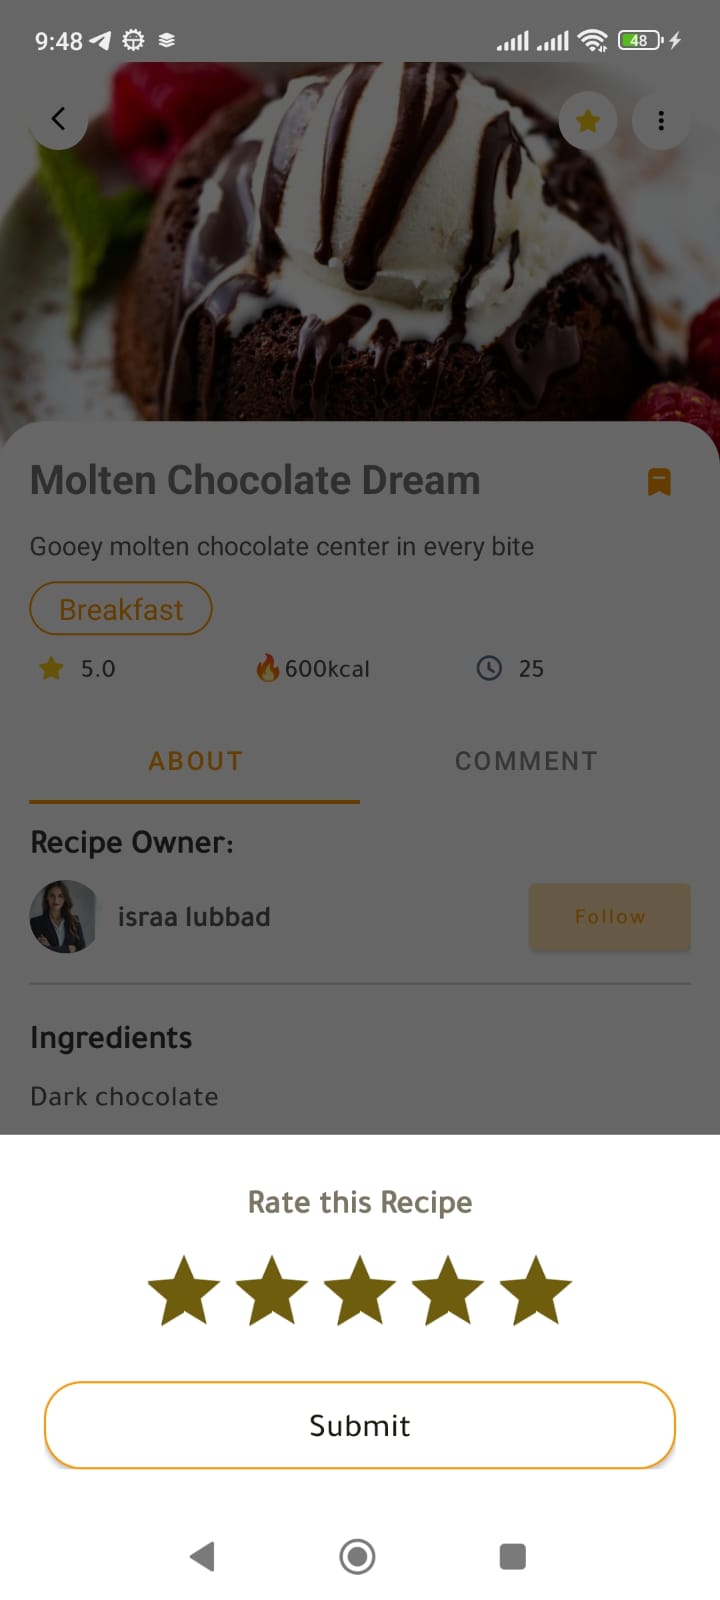 9:48
48
Molten Chocolate Dream
Gooey molten chocolate center in every bite
Breakfast
5.0 600kcal 25
ABOUT COMMENT
Recipe Owner:
israa lubbad Follow
Ingredients
Dark chocolate
Rate this Recipe
Submit